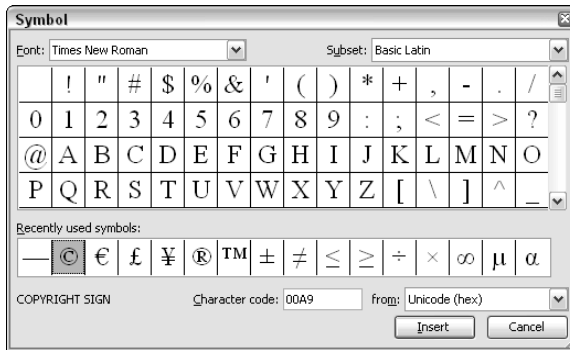 Symbol
Font: Times New Roman Subset: Basic Latin
! " # $ % & ' ( ) * + , - . /
0 1 2 3 4 5 6 7 8 9 : ; < = > ?
@ A B C D E F G H I J K L M N O
P Q R S T U V W X Y Z [ \ ] ^ _
Recently used symbols:
— © € £ ¥ ® ™ ± ≠ ≤ ≥ ÷ × ∞ µ α
COPYRIGHT SIGN Character code: 00A9 from: Unicode (hex)
Insert Cancel